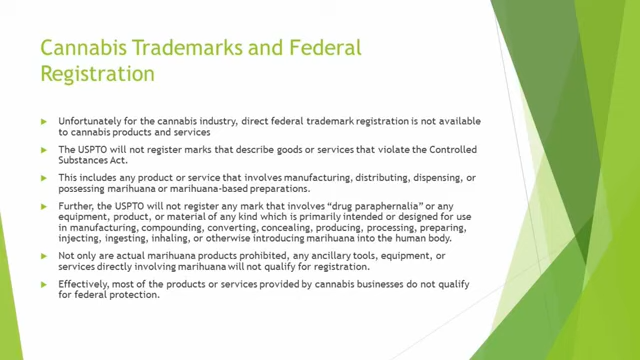 Cannabis Trademarks and Federal
Registration
Unfortunately for the cannabis industry, direct federal trademark registration is not available
to cannabis products and services
The USPTO will not register marks that describe goods or services that violate the Controlled
Substances Act.
This includes any product or service that involves manufacturing, distributing, dispensing, or
possessing marihuana or marihuana-based preparations.
Further, the USPTO will not register any mark that involves “drug paraphernalia” or any
equipment, product, or material of any kind which is primarily intended or designed for use
in manufacturing, compounding, converting, concealing, producing, processing, preparing,
injecting, ingesting, inhaling, or otherwise introducing marihuana into the human body.
Not only are actual marihuana products prohibited, any ancillary tools, equipment, or
services directly involving marihuana will not qualify for registration.
Effectively, most of the products or services provided by cannabis businesses do not qualify
for federal protection.